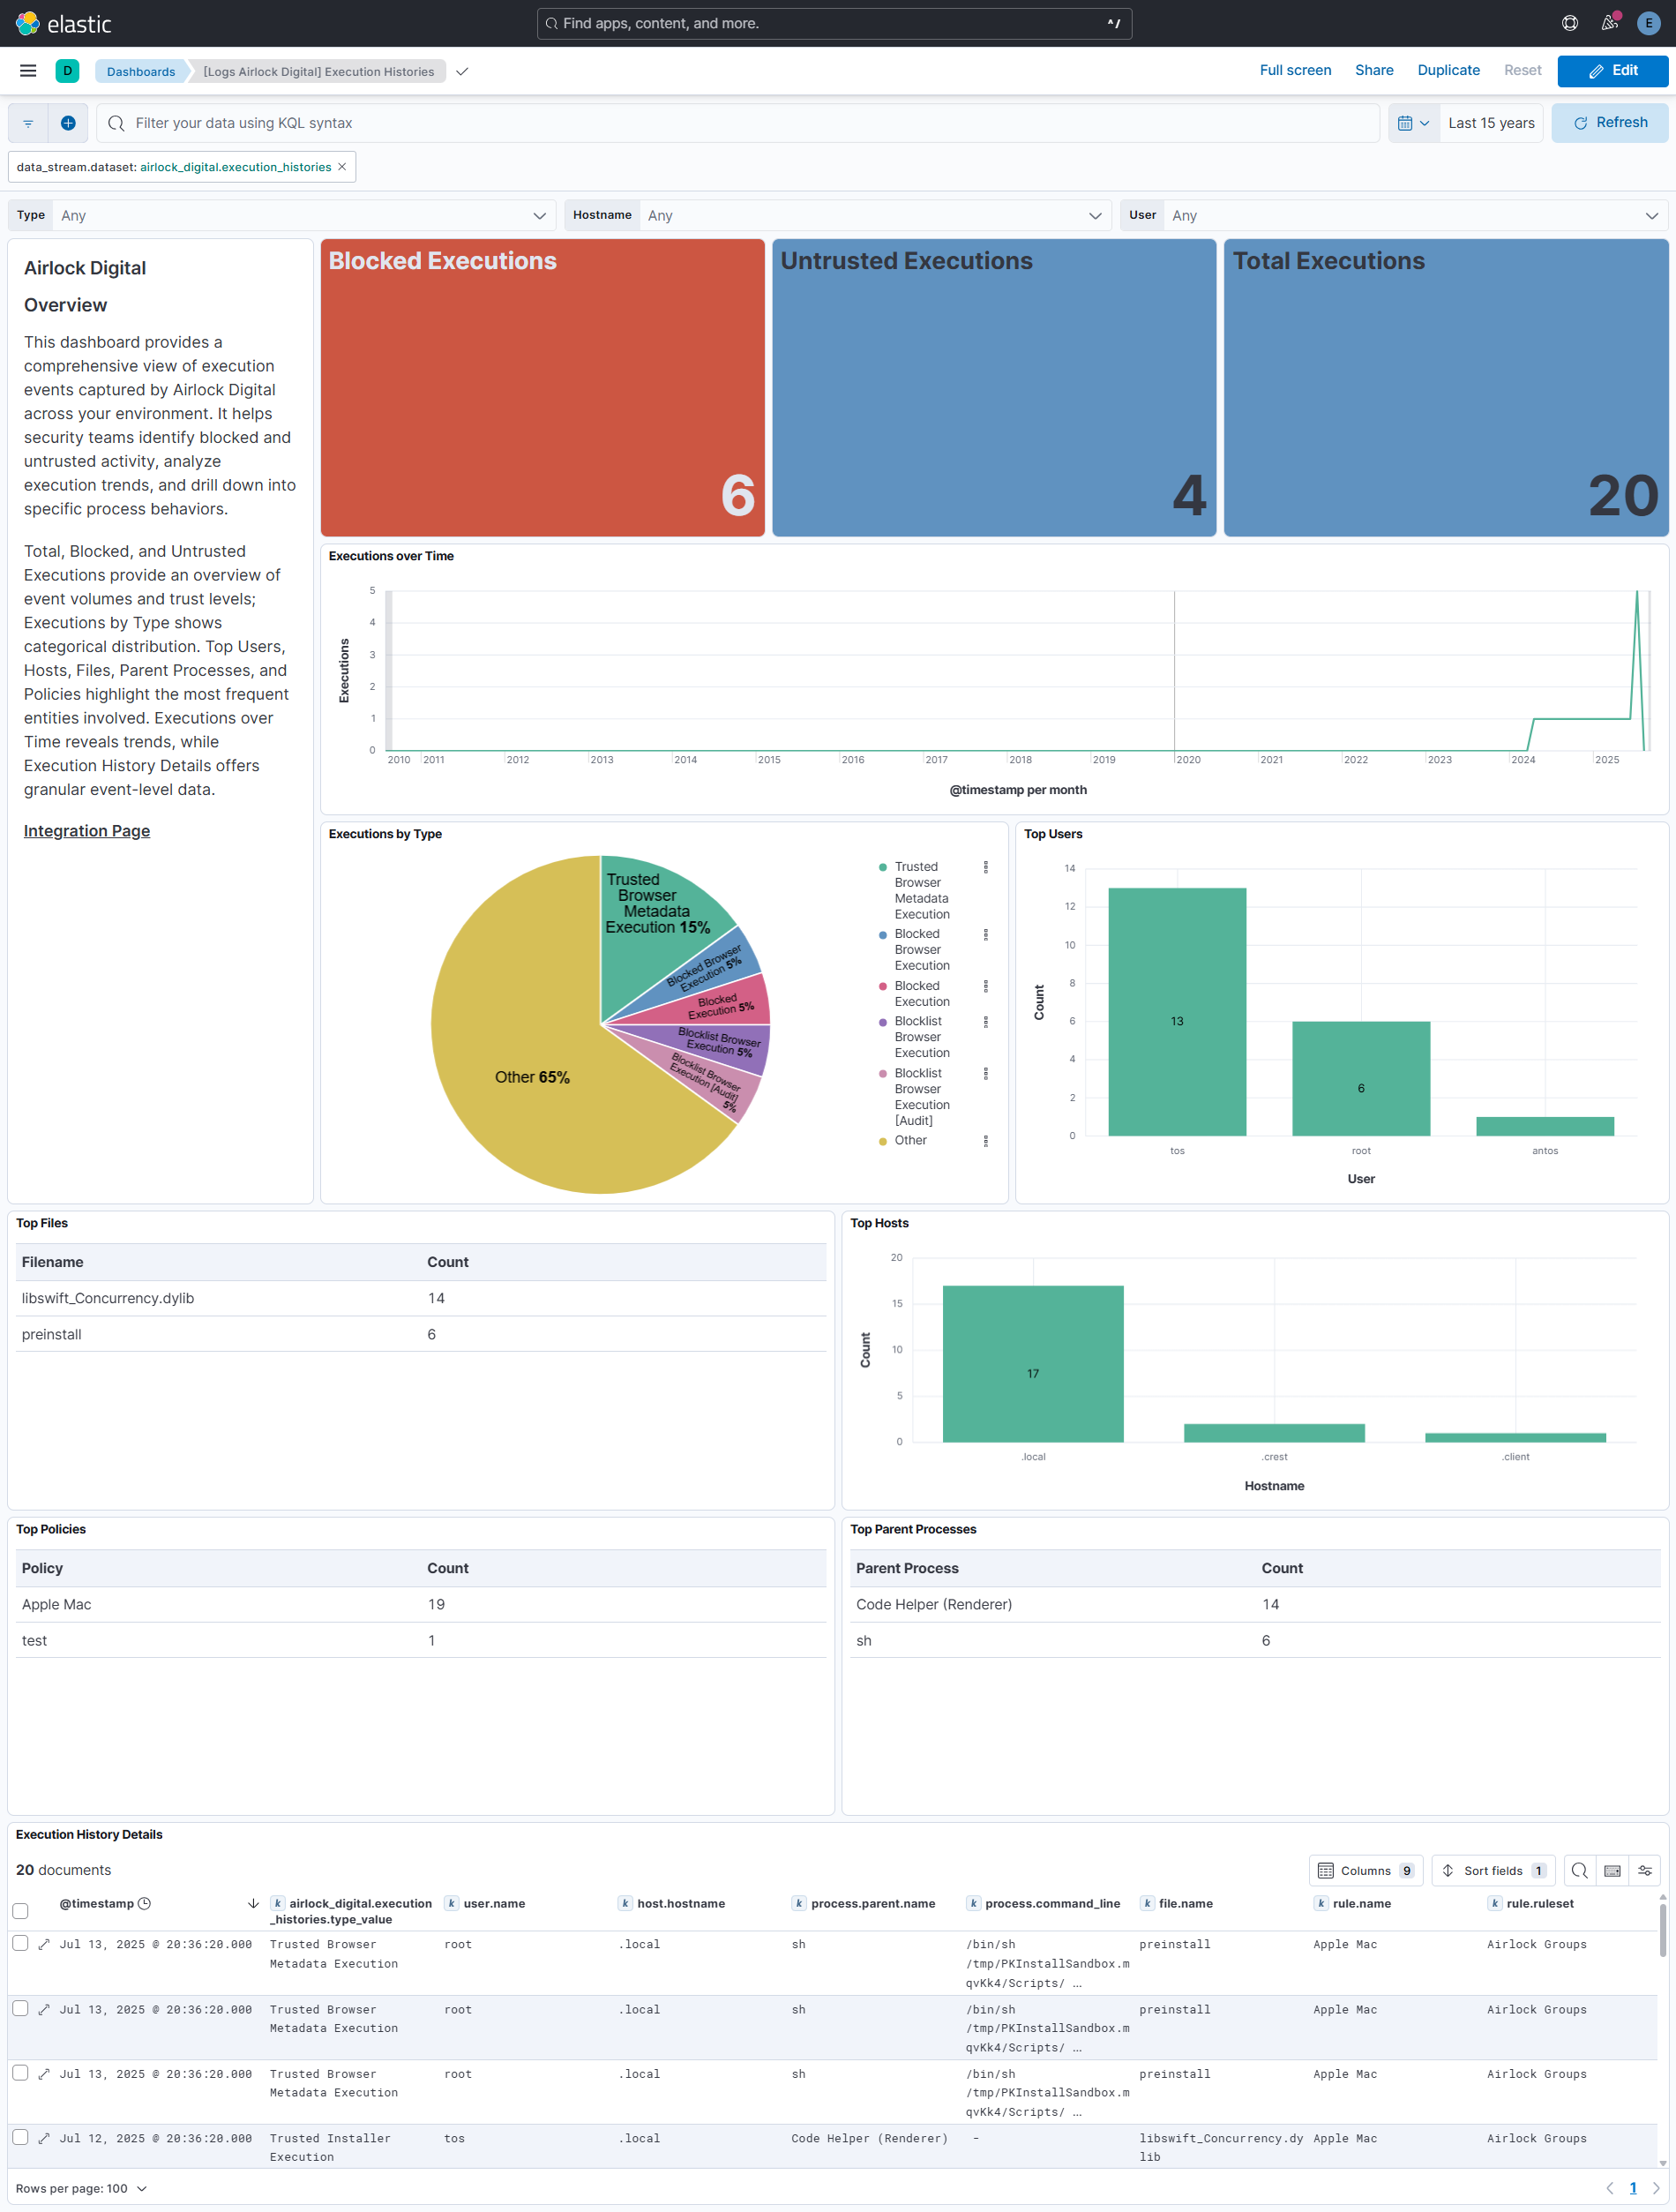 elastic
Find apps, content, and more.
^/
E
D
Dashboards
[Logs Airlock Digital] Execution Histories
Full screen
Share
Duplicate
Reset
Edit
Filter your data using KQL syntax
Last 15 years
Refresh
data_stream.dataset: airlock_digital.execution_histories ×
Type Any
Hostname Any
User Any
Airlock Digital
Overview
This dashboard provides a
comprehensive view of execution
events captured by Airlock Digital
across your environment. It helps
security teams identify blocked and
untrusted activity, analyze
execution trends, and drill down into
specific process behaviors.
Total, Blocked, and Untrusted
Executions provide an overview of
event volumes and trust levels;
Executions by Type shows
categorical distribution. Top Users,
Hosts, Files, Parent Processes, and
Policies highlight the most frequent
entities involved. Executions over
Time reveals trends, while
Execution History Details offers
granular event-level data.
Integration Page
Blocked Executions
6
Untrusted Executions
4
Total Executions
20
Executions over Time
Executions
5
4
3
2
1
0
2010 2011 2012 2013 2014 2015 2016 2017 2018 2019 2020 2021 2022 2023 2024 2025
@timestamp per month
Executions by Type
Trusted
Browser
Metadata
Execution 15%
Blocked Browser
Execution 5%
Blocked
Execution 5%
Blocklist Browser
Execution 5%
Blocklist Browser
Execution [Audit]
5%
Other 65%
Trusted
Browser
Metadata
Execution
Blocked
Browser
Execution
Blocked
Execution
Blocklist
Browser
Execution
Blocklist
Browser
Execution
[Audit]
Other
Top Users
Count
14
12
10
8
6
4
2
0
13
6
tos root antos
User
Top Files
Filename Count
libswift_Concurrency.dylib 14
preinstall 6
Top Hosts
Count
20
15
10
5
0
17
.local .crest .client
Hostname
Top Policies
Policy Count
Apple Mac 19
test 1
Top Parent Processes
Parent Process Count
Code Helper (Renderer) 14
sh 6
Execution History Details
20 documents
Columns 9
Sort fields 1
@timestamp
k airlock_digital.execution
_histories.type_value
k user.name
k host.hostname
k process.parent.name
k process.command_line
k file.name
k rule.name
k rule.ruleset
Jul 13, 2025 @ 20:36:20.000 Trusted Browser root .local sh /bin/sh preinstall Apple Mac Airlock Groups
Metadata Execution /tmp/PKInstallSandbox.m
qvKk4/Scripts/ …
Jul 13, 2025 @ 20:36:20.000 Trusted Browser root .local sh /bin/sh preinstall Apple Mac Airlock Groups
Metadata Execution /tmp/PKInstallSandbox.m
qvKk4/Scripts/ …
Jul 13, 2025 @ 20:36:20.000 Trusted Browser root .local sh /bin/sh preinstall Apple Mac Airlock Groups
Metadata Execution /tmp/PKInstallSandbox.m
qvKk4/Scripts/ …
Jul 12, 2025 @ 20:36:20.000 Trusted Installer tos .local Code Helper (Renderer) - libswift_Concurrency.dy Apple Mac Airlock Groups
Execution lib
Rows per page: 100
1